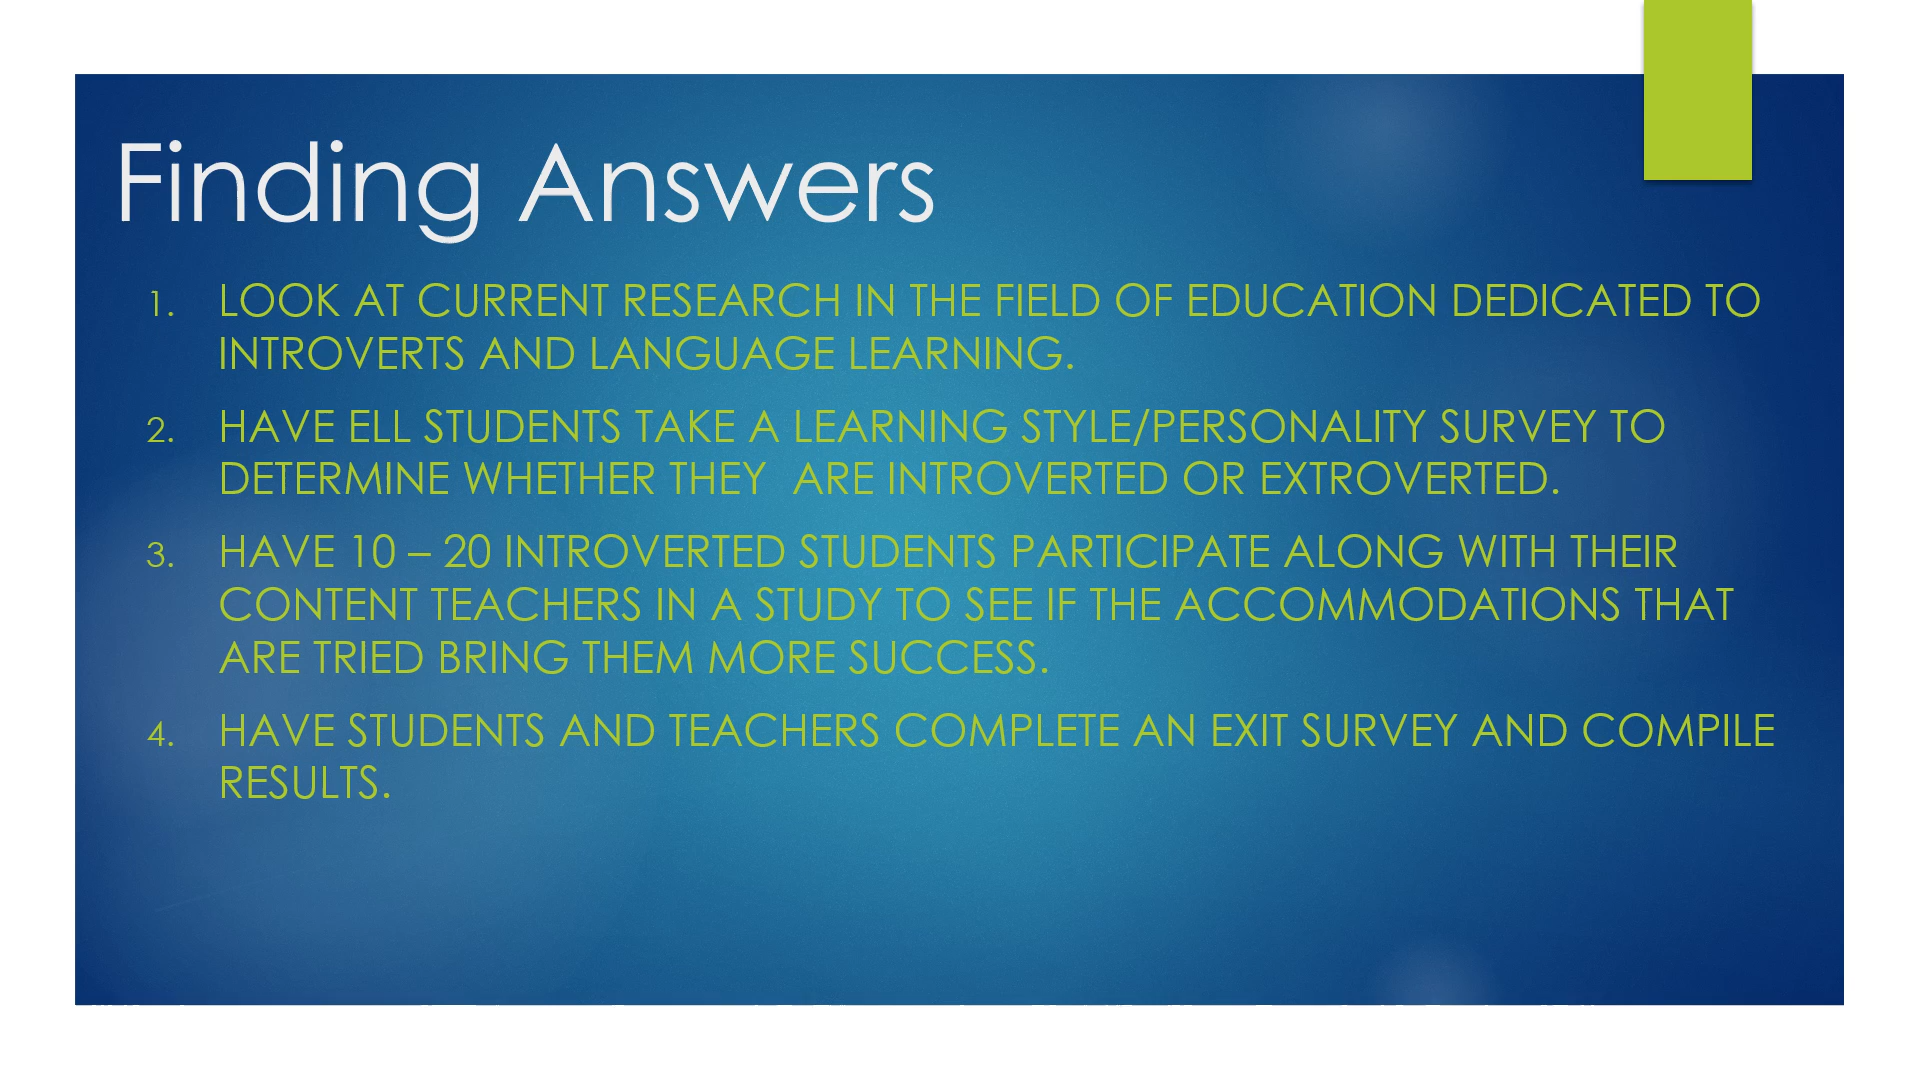 Finding Answers
1. LOOK AT CURRENT RESEARCH IN THE FIELD OF EDUCATION DEDICATED TO
INTROVERTS AND LANGUAGE LEARNING.
2. HAVE ELL STUDENTS TAKE A LEARNING STYLE/PERSONALITY SURVEY TO
DETERMINE WHETHER THEY  ARE INTROVERTED OR EXTROVERTED.
3. HAVE 10 – 20 INTROVERTED STUDENTS PARTICIPATE ALONG WITH THEIR
CONTENT TEACHERS IN A STUDY TO SEE IF THE ACCOMMODATIONS THAT
ARE TRIED BRING THEM MORE SUCCESS.
4. HAVE STUDENTS AND TEACHERS COMPLETE AN EXIT SURVEY AND COMPILE
RESULTS.